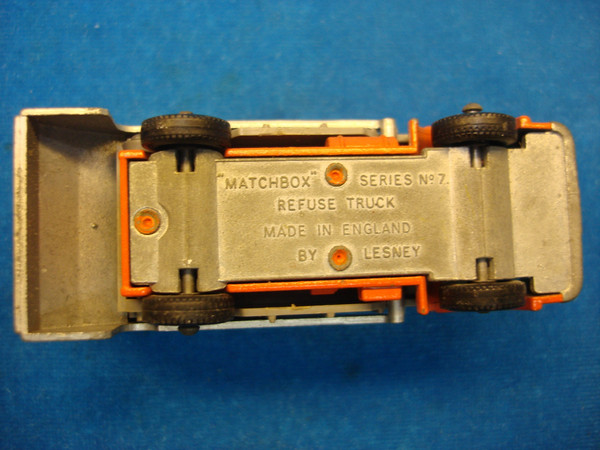 "MATCHBOX" SERIES Nº 7.
REFUSE TRUCK
MADE IN ENGLAND
BY LESNEY